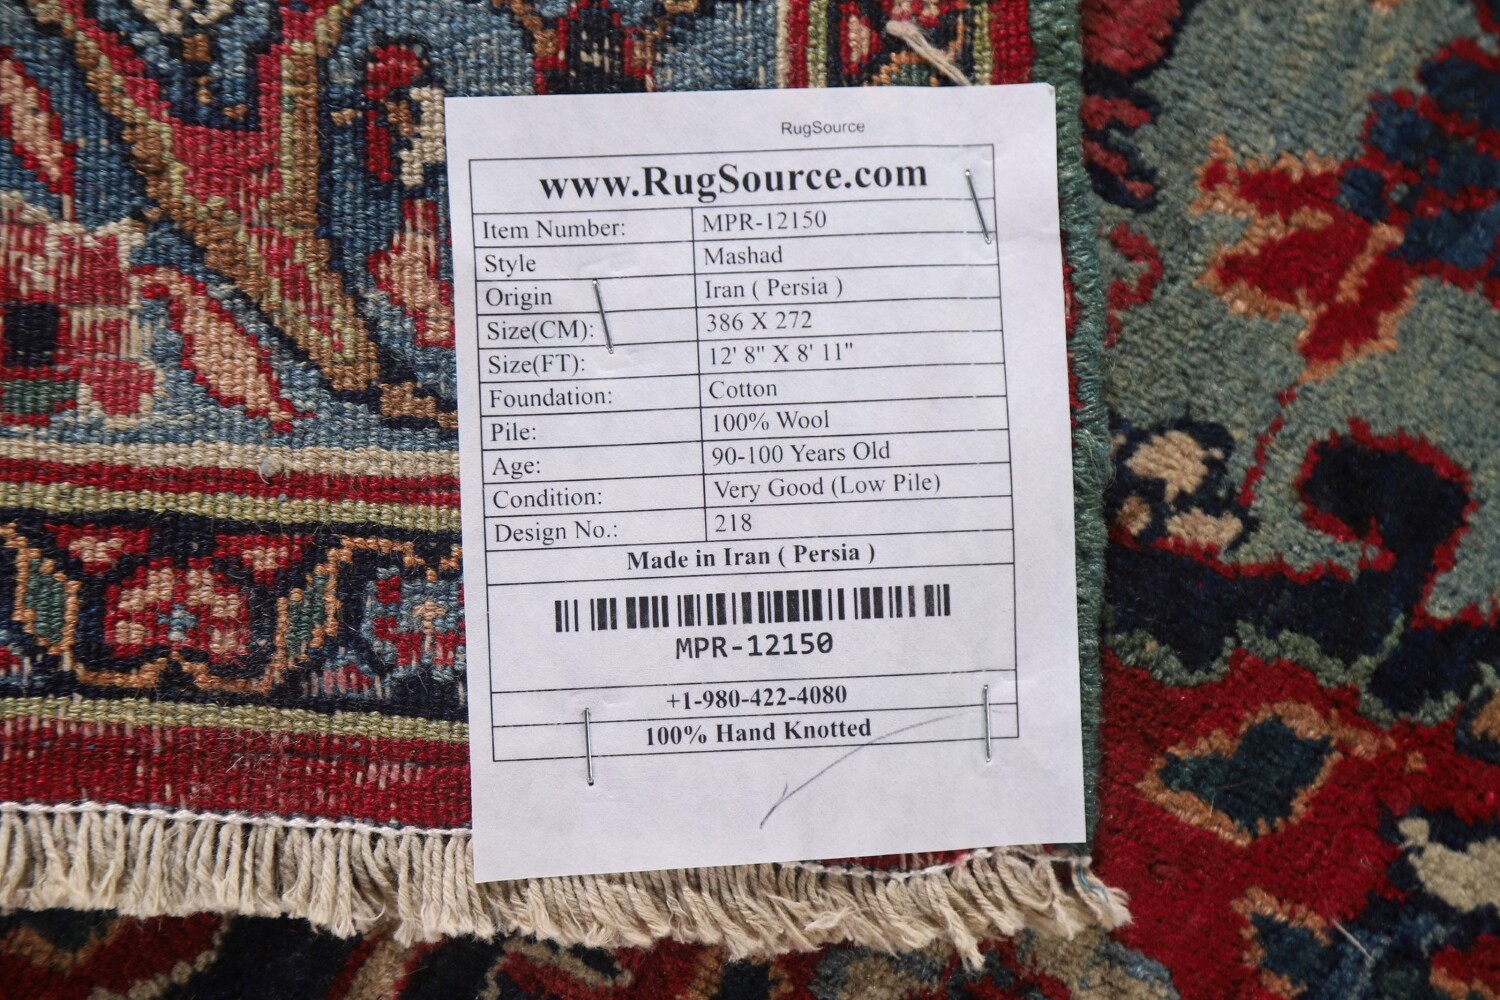 RugSource
www.RugSource.com
Item Number: MPR-12150
Style Mashad
Origin Iran ( Persia )
Size(CM): 386 X 272
Size(FT): 12' 8" X 8' 11"
Foundation: Cotton
Pile: 100% Wool
Age: 90-100 Years Old
Condition: Very Good (Low Pile)
Design No.: 218
Made in Iran ( Persia )
MPR-12150
+1-980-422-4080
100% Hand Knotted